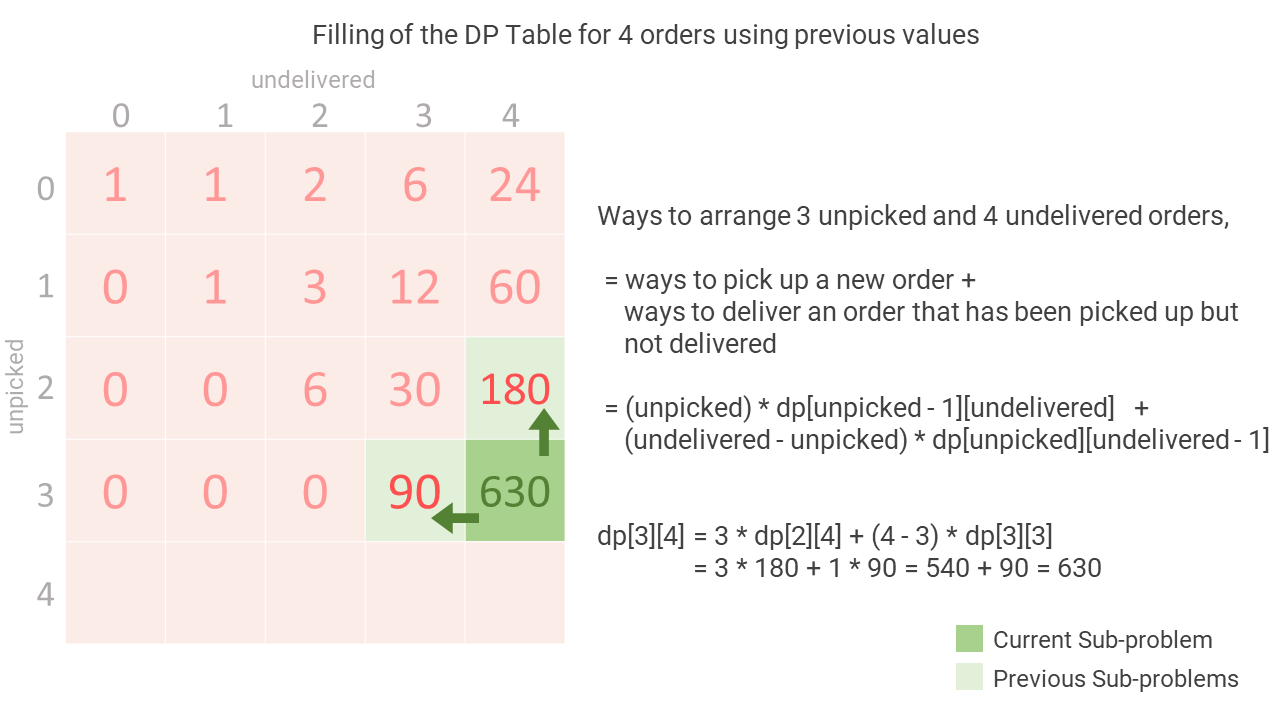 Filling of the DP Table for 4 orders using previous values
undelivered
0 1 2 3 4
0 1 1 2 6 24
1 0 1 3 12 60
unpicked
2 0 0 6 30 180
3 0 0 0 90 630
4
Ways to arrange 3 unpicked and 4 undelivered orders,
= ways to pick up a new order +
ways to deliver an order that has been picked up but
not delivered
= (unpicked) * dp[unpicked - 1][undelivered] +
(undelivered - unpicked) * dp[unpicked][undelivered - 1]
dp[3][4] = 3 * dp[2][4] + (4 - 3) * dp[3][3]
= 3 * 180 + 1 * 90 = 540 + 90 = 630
Current Sub-problem
Previous Sub-problems